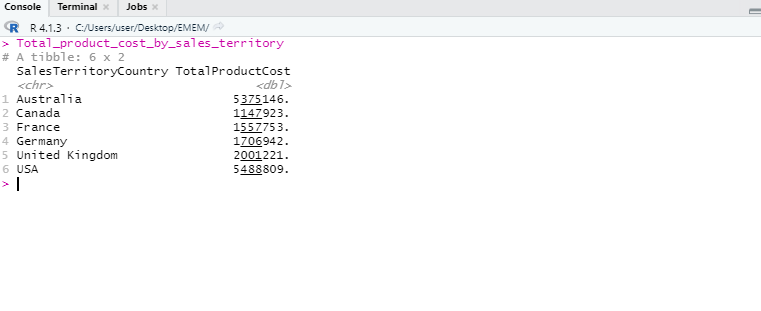 Console Terminal Jobs
R 4.1.3 · C:/Users/user/Desktop/EMEM/
> Total_product_cost_by_sales_territory
# A tibble: 6 x 2
SalesTerritoryCountry TotalProductCost
<chr> <dbl>
1 Australia 5375146.
2 Canada 1147923.
3 France 1557753.
4 Germany 1706942.
5 United Kingdom 2001221.
6 USA 5488809.
>